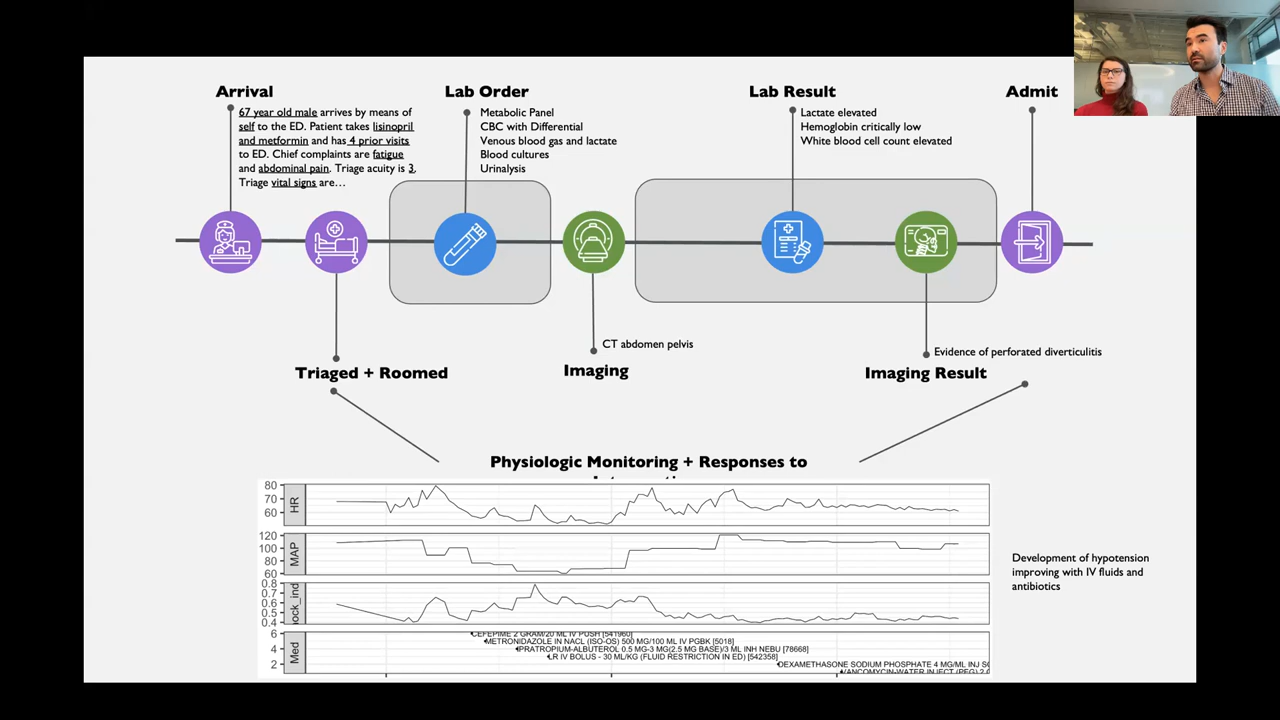 Arrival
67 year old male arrives by means of
self to the ED. Patient takes lisinopril
and metformin and has 4 prior visits
to ED. Chief complaints are fatigue
and abdominal pain. Triage acuity is 3.
Triage vital signs are…
Lab Order
Metabolic Panel
CBC with Differential
Venous blood gas and lactate
Blood cultures
Urinalysis
Lab Result
Lactate elevated
Hemoglobin critically low
White blood cell count elevated
Admit
CT abdomen pelvis
Evidence of perforated diverticulitis
Triaged + Roomed
Imaging
Imaging Result
Physiologic Monitoring + Responses to
HR
80
70
60
MAP
120
100
80
60
ock_ind
0.8
0.7
0.6
0.5
0.4
Med
6
4
2
CEFEPIME 2 GRAM/20 ML IV PUSH [541960]
METRONIDAZOLE IN NACL (ISO-OS) 500 MG/100 ML IV PGBK [5018]
IPRATROPIUM-ALBUTEROL 0.5 MG-3 MG(2.5 MG BASE)/3 ML INH NEBU [78668]
LR IV BOLUS - 30 ML/KG (FLUID RESTRICTION IN ED) [542358]
DEXAMETHASONE SODIUM PHOSPHATE 4 MG/ML INJ SO
VANCOMYCIN-WATER INJECT (PEG) 2.0
Development of hypotension
improving with IV fluids and
antibiotics